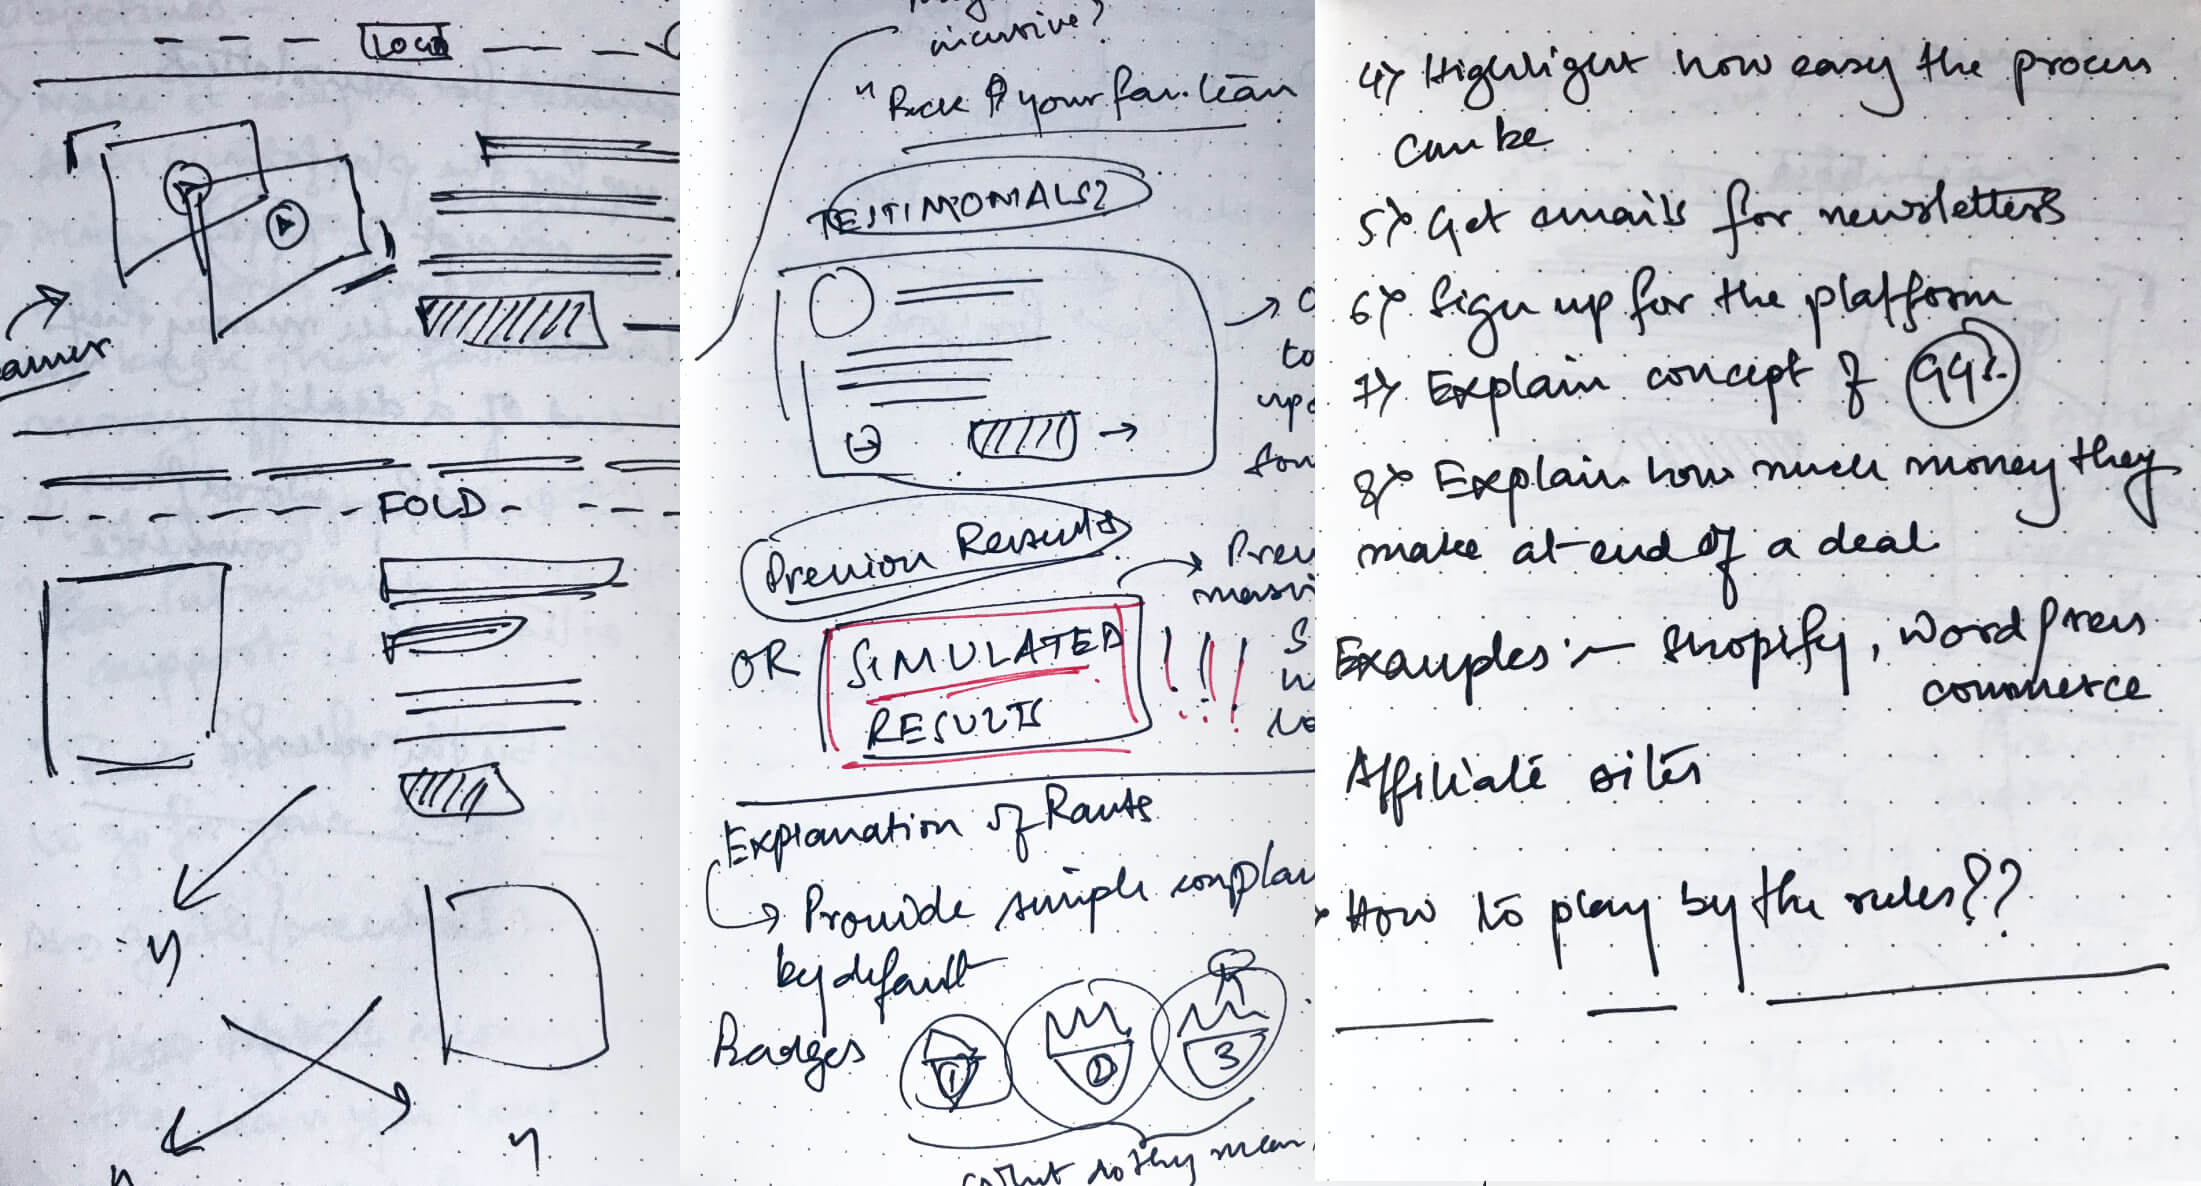 LOGO
FOLD
"Back your fav. team
TESTIMONIALS?
to
Previous Results
OR
SIMULATED
RESULTS
!!!
Explanation of Rants
Provide simple
by default
Badges
1 2 3
What do they mean
4) Highlight how easy the process
can be
5) Get emails for newsletters
6) Sign up for the platform
7) Explain concept of 99%
8) Explain how much money they
make at end of a deal
Examples :- Shopify, Wordpress
commerce
Affiliate sites
How to play by the rules??